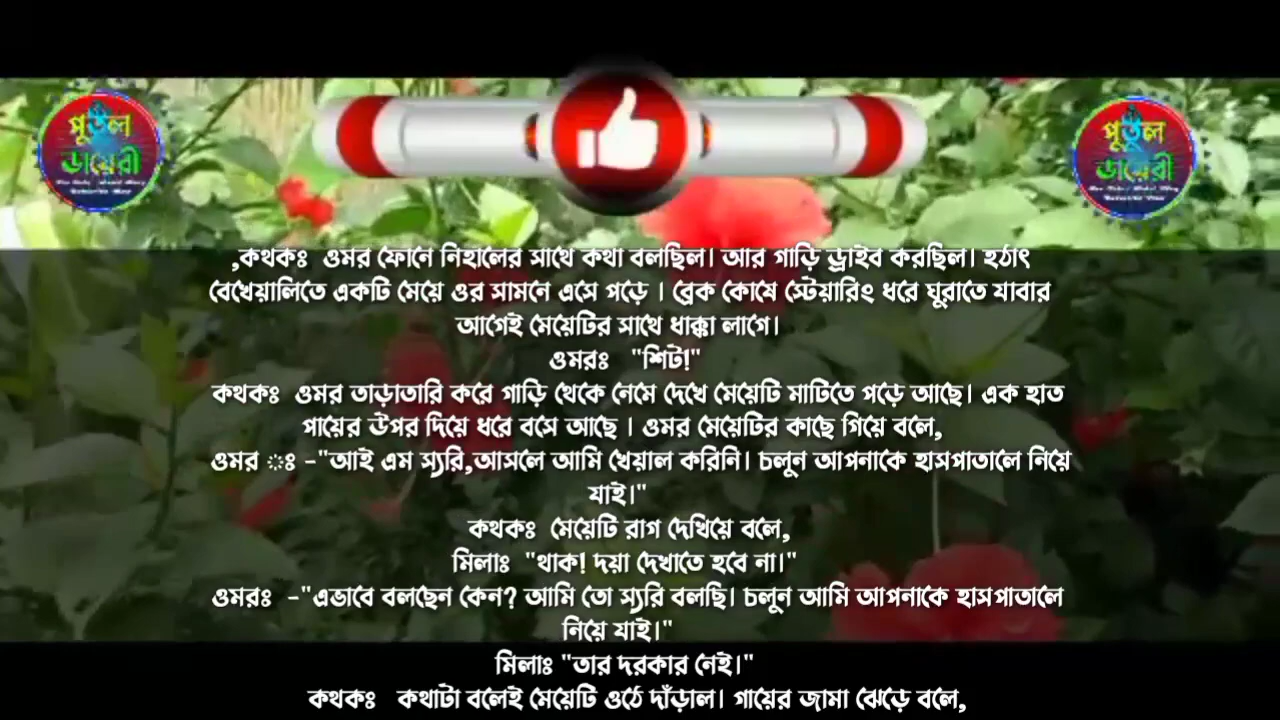 পুতুল
ডায়েরী
পুতুল
ডায়েরী
,কথকঃ ওমর ফোনে নিহালের সাথে কথা বলছিল। আর গাড়ি ড্রাইব করছিল। হঠাৎ
বেখেয়ালিতে একটি মেয়ে ওর সামনে এসে পড়ে । ব্রেক কোষে স্টেয়ারিং ধরে ঘুরাতে যাবার
আগেই মেয়েটির সাথে ধাক্কা লাগে।
ওমরঃ "শিট!"
কথকঃ ওমর তাড়াতারি করে গাড়ি থেকে নেমে দেখে মেয়েটি মাটিতে পড়ে আছে। এক হাত
পায়ের ঊপর দিয়ে ধরে বসে আছে । ওমর মেয়েটির কাছে গিয়ে বলে,
ওমর ঃ -"আই এম স্যরি,আসলে আমি খেয়াল করিনি। চলুন আপনাকে হাসপাতালে নিয়ে
যাই।"
কথকঃ মেয়েটি রাগ দেখিয়ে বলে,
মিলাঃ "থাক! দয়া দেখাতে হবে না।"
ওমরঃ -"এভাবে বলছেন কেন? আমি তো স্যরি বলছি। চলুন আমি আপনাকে হাসপাতালে
নিয়ে যাই।"
মিলাঃ "তার দরকার নেই।"
কথকঃ কথাটা বলেই মেয়েটি ওঠে দাঁড়াল। গায়ের জামা ঝেড়ে বলে,